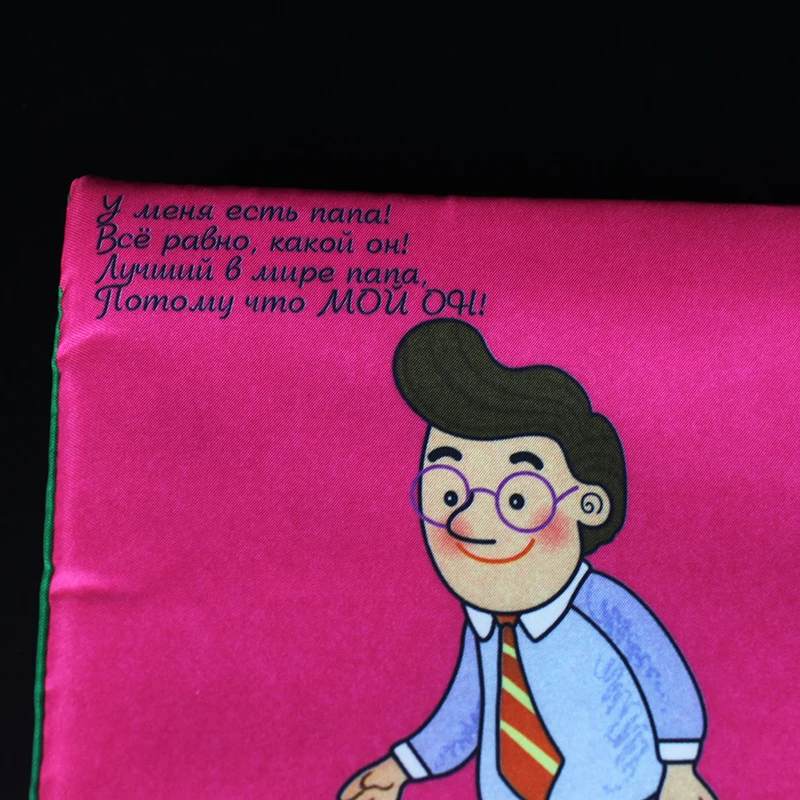 У меня есть папа!
Всё равно, какой он!
Лучший в мире папа,
Потому что МОЙ ОН!